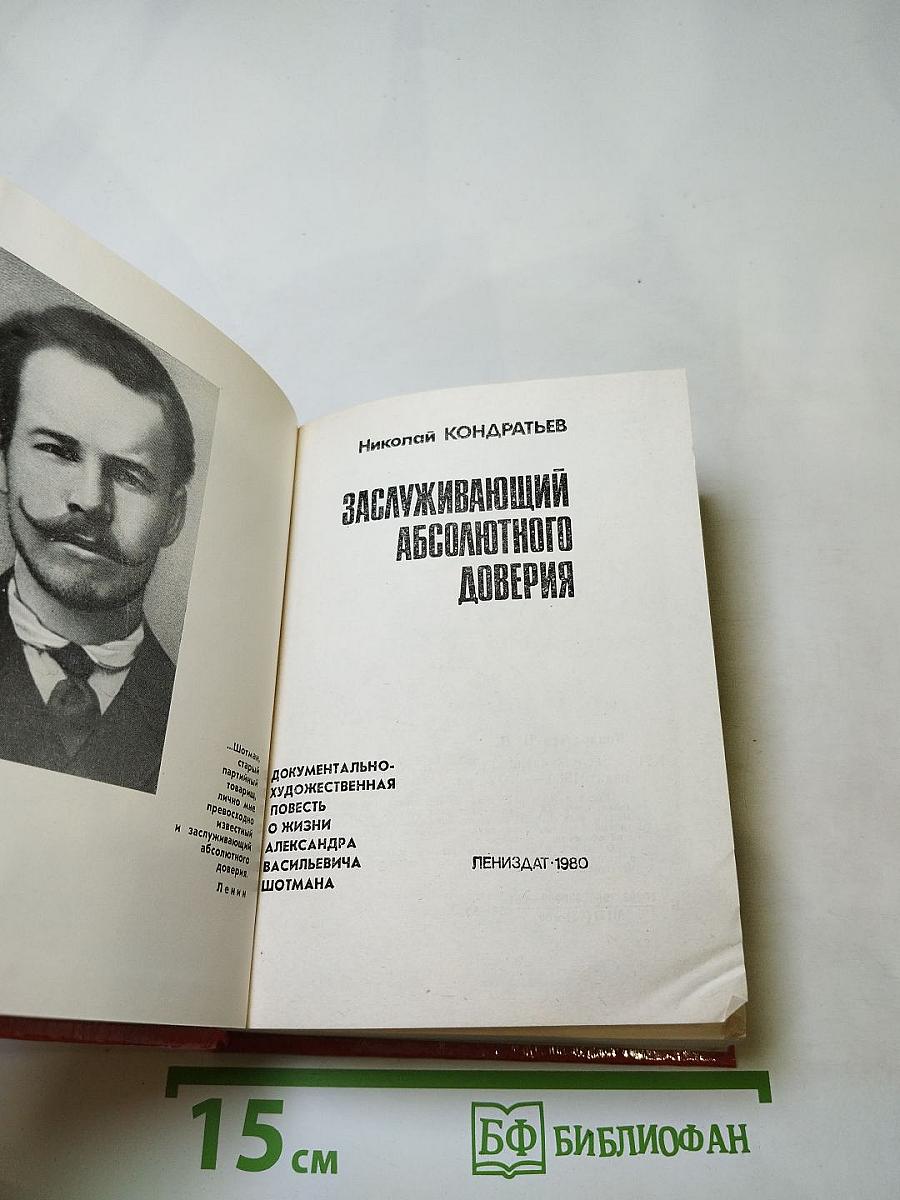 ...Шотман,
старый
партийный
товарищ,
лично мне
превосходно
известный
и заслуживающий
абсолютного
доверия.
Ленин
Николай КОНДРАТЬЕВ
ЗАСЛУЖИВАЮЩИЙ
АБСОЛЮТНОГО
ДОВЕРИЯ
ДОКУМЕНТАЛЬНО-
ХУДОЖЕСТВЕННАЯ
ПОВЕСТЬ
О ЖИЗНИ
АЛЕКСАНДРА
ВАСИЛЬЕВИЧА
ШОТМАНА
ЛЕНИЗДАТ·1980
15 см
БФ БИБЛИОФАН